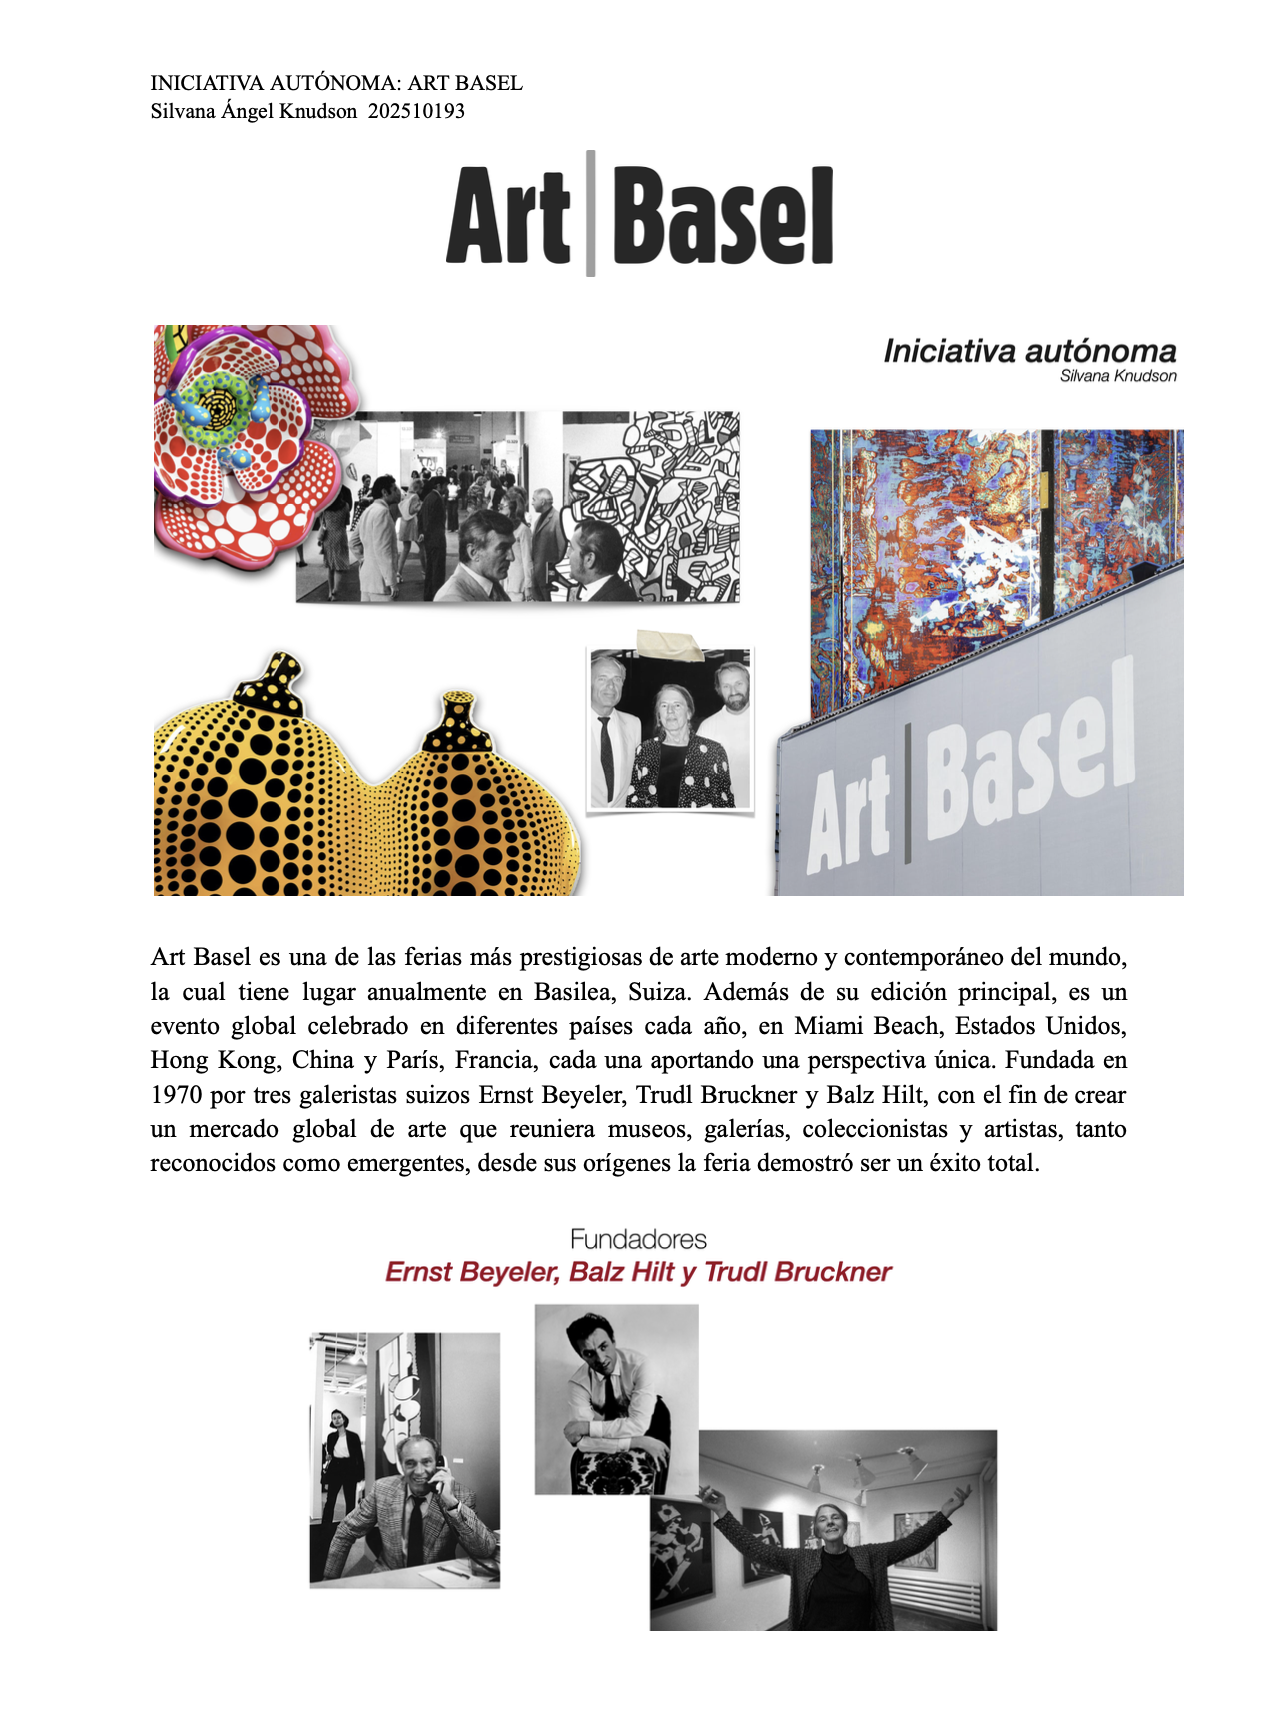 INICIATIVA AUTÓNOMA: ART BASEL
Silvana Ángel Knudson 202510193
Art|Basel
Iniciativa autónoma
Silvana Knudson
Art|Basel
Art Basel es una de las ferias más prestigiosas de arte moderno y contemporáneo del mundo,
la cual tiene lugar anualmente en Basilea, Suiza. Además de su edición principal, es un
evento global celebrado en diferentes países cada año, en Miami Beach, Estados Unidos,
Hong Kong, China y París, Francia, cada una aportando una perspectiva única. Fundada en
1970 por tres galeristas suizos Ernst Beyeler, Trudl Bruckner y Balz Hilt, con el fin de crear
un mercado global de arte que reuniera museos, galerías, coleccionistas y artistas, tanto
reconocidos como emergentes, desde sus orígenes la feria demostró ser un éxito total.
Fundadores
Ernst Beyeler, Balz Hilt y Trudl Bruckner